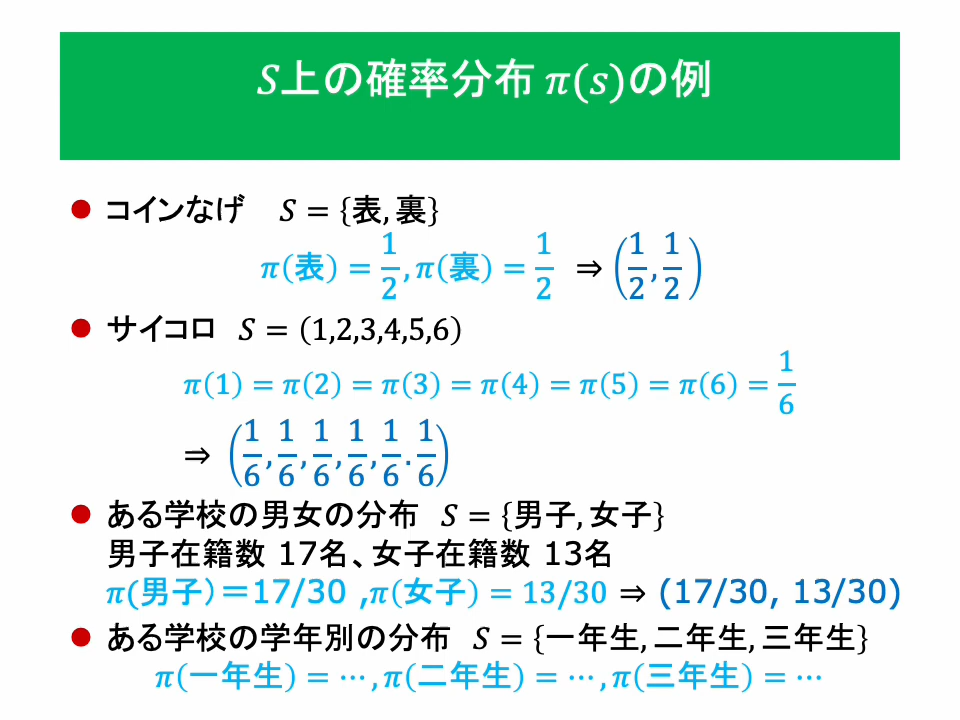 𝑆上の確率分布 𝜋(𝑠)の例
● コインなげ 𝑆 = {表, 裏}
𝜋(表) = 1/2, 𝜋(裏) = 1/2 ⇒ (1/2, 1/2)
● サイコロ 𝑆 = (1,2,3,4,5,6)
𝜋(1) = 𝜋(2) = 𝜋(3) = 𝜋(4) = 𝜋(5) = 𝜋(6) = 1/6
⇒ (1/6, 1/6, 1/6, 1/6, 1/6. 1/6)
● ある学校の男女の分布 𝑆 = {男子, 女子}
男子在籍数 17名、女子在籍数 13名
𝜋(男子)=17/30 ,𝜋(女子) = 13/30 ⇒ (17/30, 13/30)
● ある学校の学年別の分布 𝑆 = {一年生, 二年生, 三年生}
𝜋(一年生) = ⋯ , 𝜋(二年生) = ⋯ , 𝜋(三年生) = ⋯